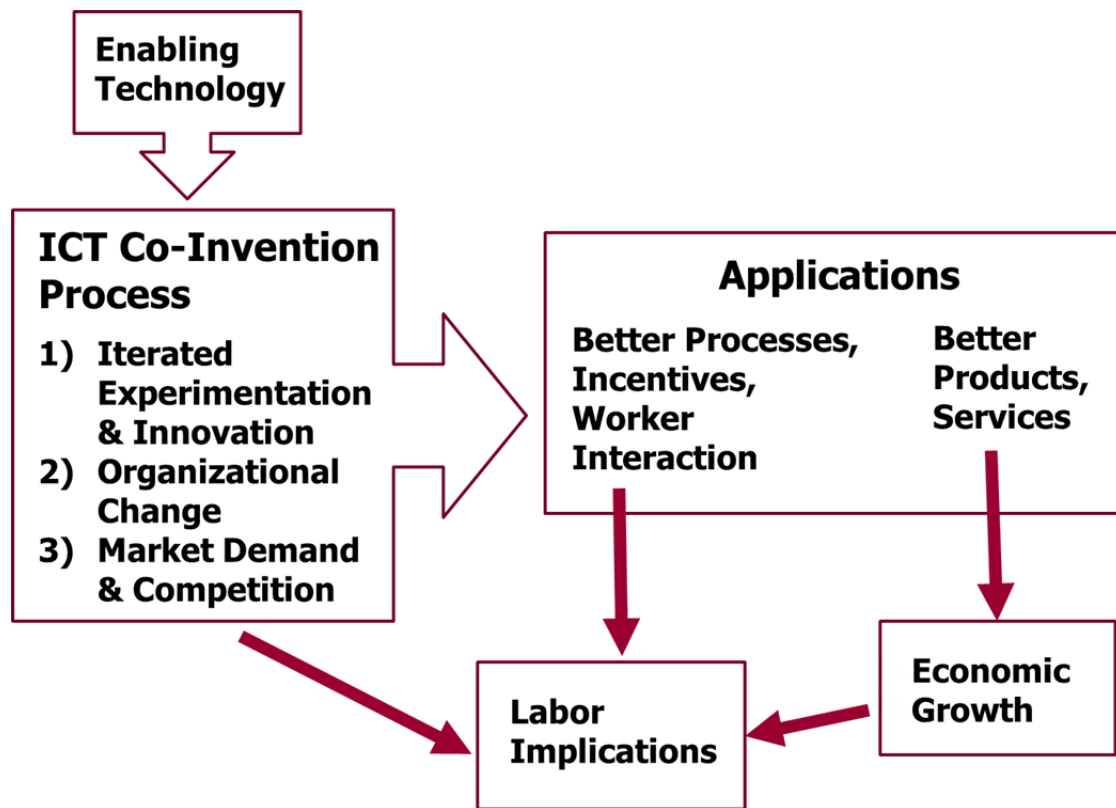 Enabling
Technology
ICT Co-Invention
Process
1) Iterated
Experimentation
& Innovation
2) Organizational
Change
3) Market Demand
& Competition
Applications
Better Processes,
Incentives,
Worker
Interaction
Better
Products,
Services
Labor
Implications
Economic
Growth